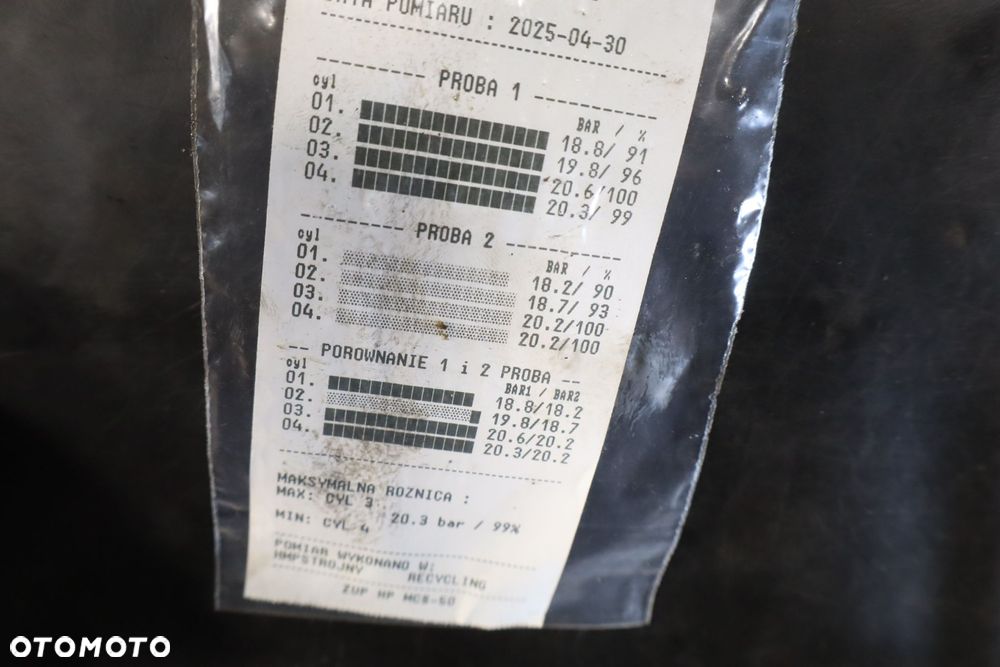 DATA POMIARU : 2025-04-30
PROBA 1
cyl BAR / %
01. 18.8/ 91
02. 19.8/ 96
03. 20.6/100
04. 20.3/ 99
PROBA 2
cyl BAR / %
01. 18.2/ 90
02. 18.7/ 93
03. 20.2/100
04. 20.2/100
-- POROWNANIE 1 i 2 PROBA --
cyl BAR1 / BAR2
01. 18.8/18.2
02. 19.8/18.7
03. 20.6/20.2
04. 20.3/20.2
MAKSYMALNA ROZNICA :
MAX: CYL 3
20.3 bar / 99%
MIN: CYL 4
POMIAR WYKONANO W:
RECYCLING
ZUP HP
OTOMOTO